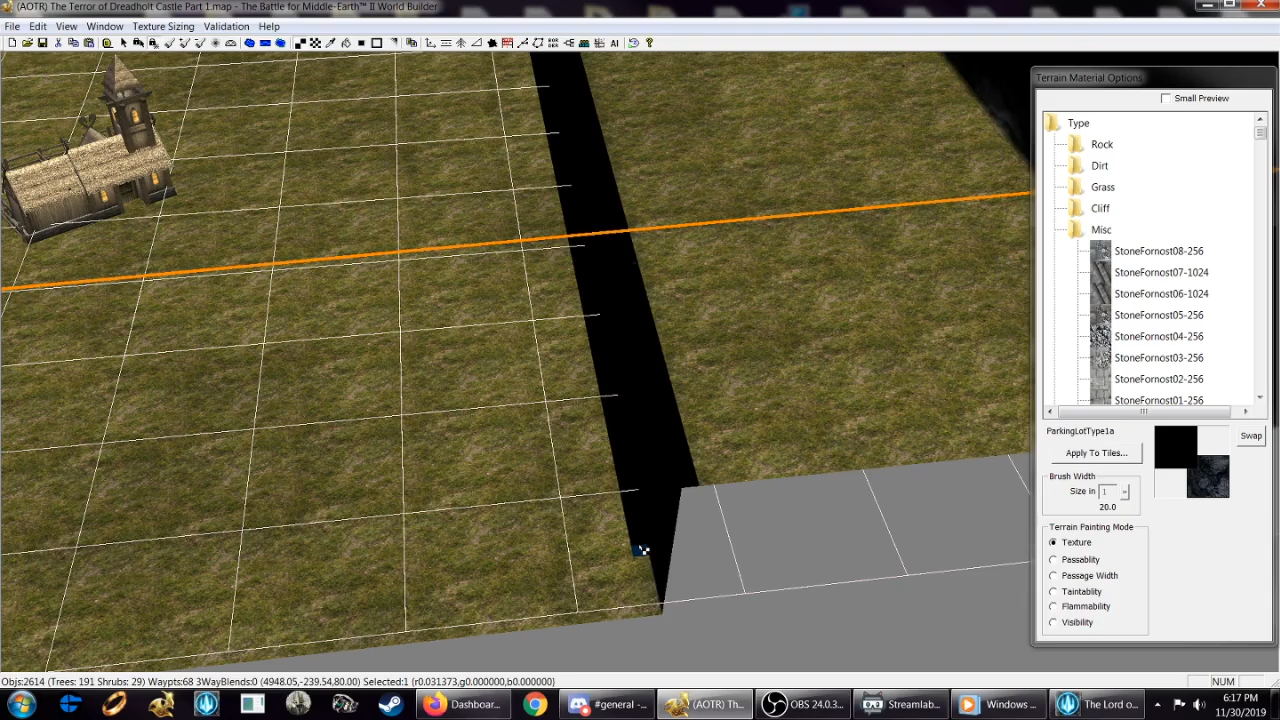 (AOTR) The Terror of Dreadholt Castle Part 1.map - The Battle for Middle-Earth™ II World Builder
File Edit View Window Texture Sizing Validation Help
AI
Terrain Material Options
Small Preview
Type
Rock
Dirt
Grass
Cliff
Misc
StoneFornost08-256
StoneFornost07-1024
StoneFornost06-1024
StoneFornost05-256
StoneFornost04-256
StoneFornost03-256
StoneFornost02-256
StoneFornost01-256
ParkingLotType1a
Swap
Apply To Tiles...
Brush Width
Size in 1
20.0
Terrain Painting Mode
Texture
Passablity
Passage Width
Taintablity
Flammability
Visibility
Objs:2614 (Trees: 191 Shrubs: 29) Waypts:68 3WayBlends:0 (4948.05,-239.54,80.00) Selected:1 (r0.031373,g0.000000,b0.0000)
NUM
Dashboar...
#general -...
(AOTR) Th...
OBS 24.0.3...
Streamlab...
Windows ...
The Lord o...
6:17 PM
11/30/2019